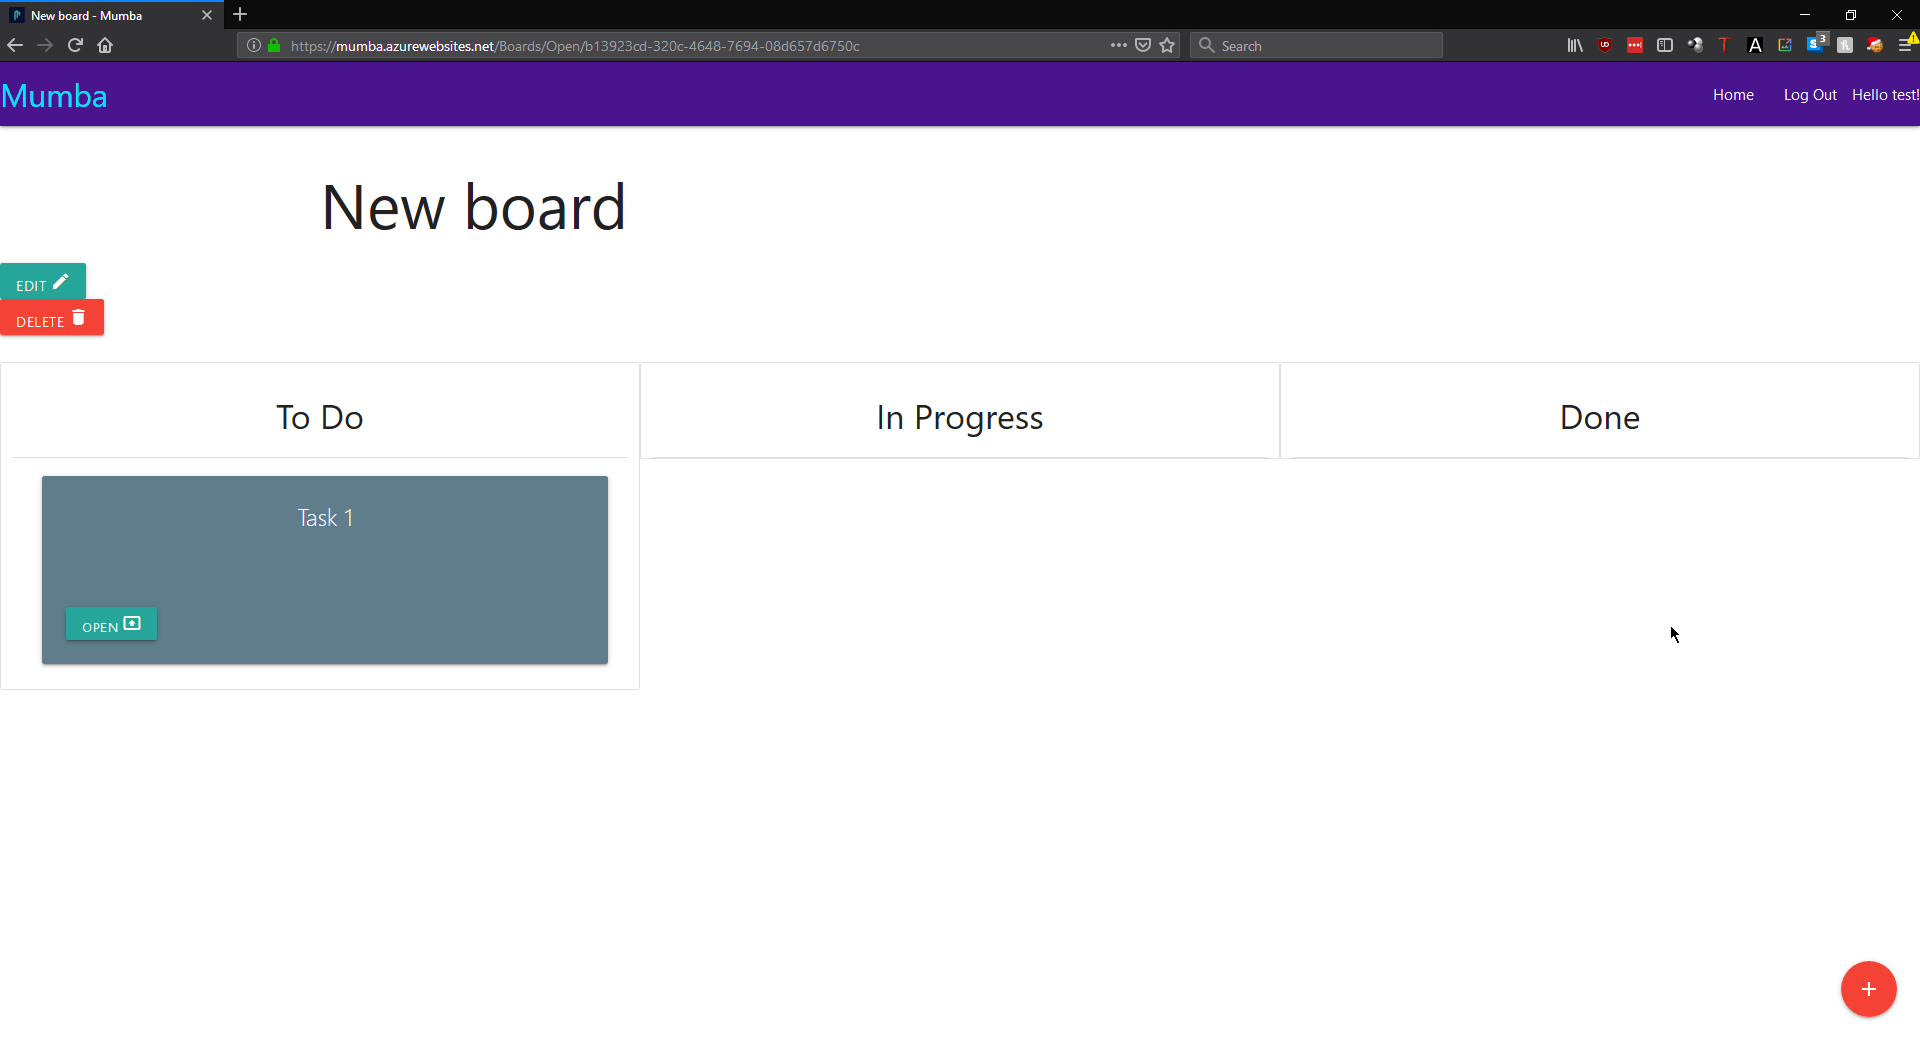 New board - Mumba
https://mumba.azurewebsites.net/Boards/Open/b13923cd-320c-4648-7694-08d657d6750c
Search
3
Mumba
Home
Log Out
Hello test!
New board
EDIT
DELETE
To Do
In Progress
Done
Task 1
OPEN